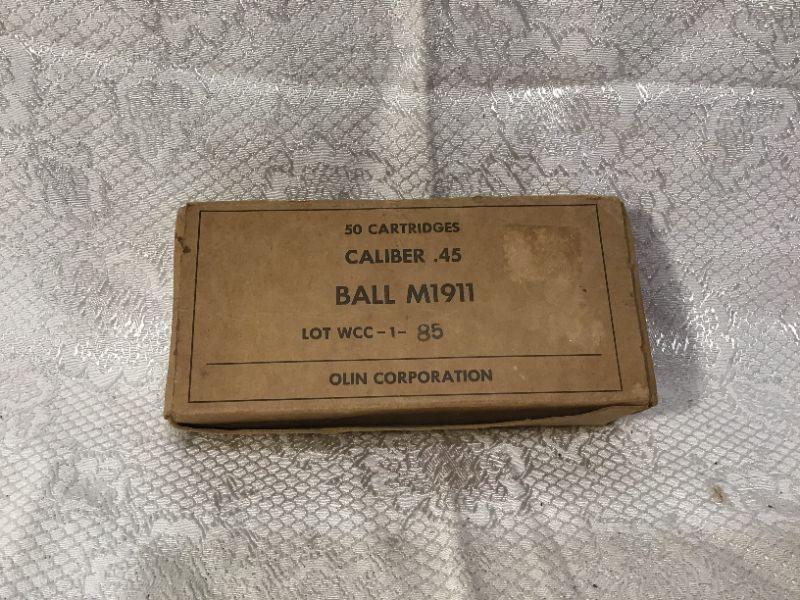 50 CARTRIDGES
CALIBER .45
BALL M1911
LOT WCC-1- 85
OLIN CORPORATION